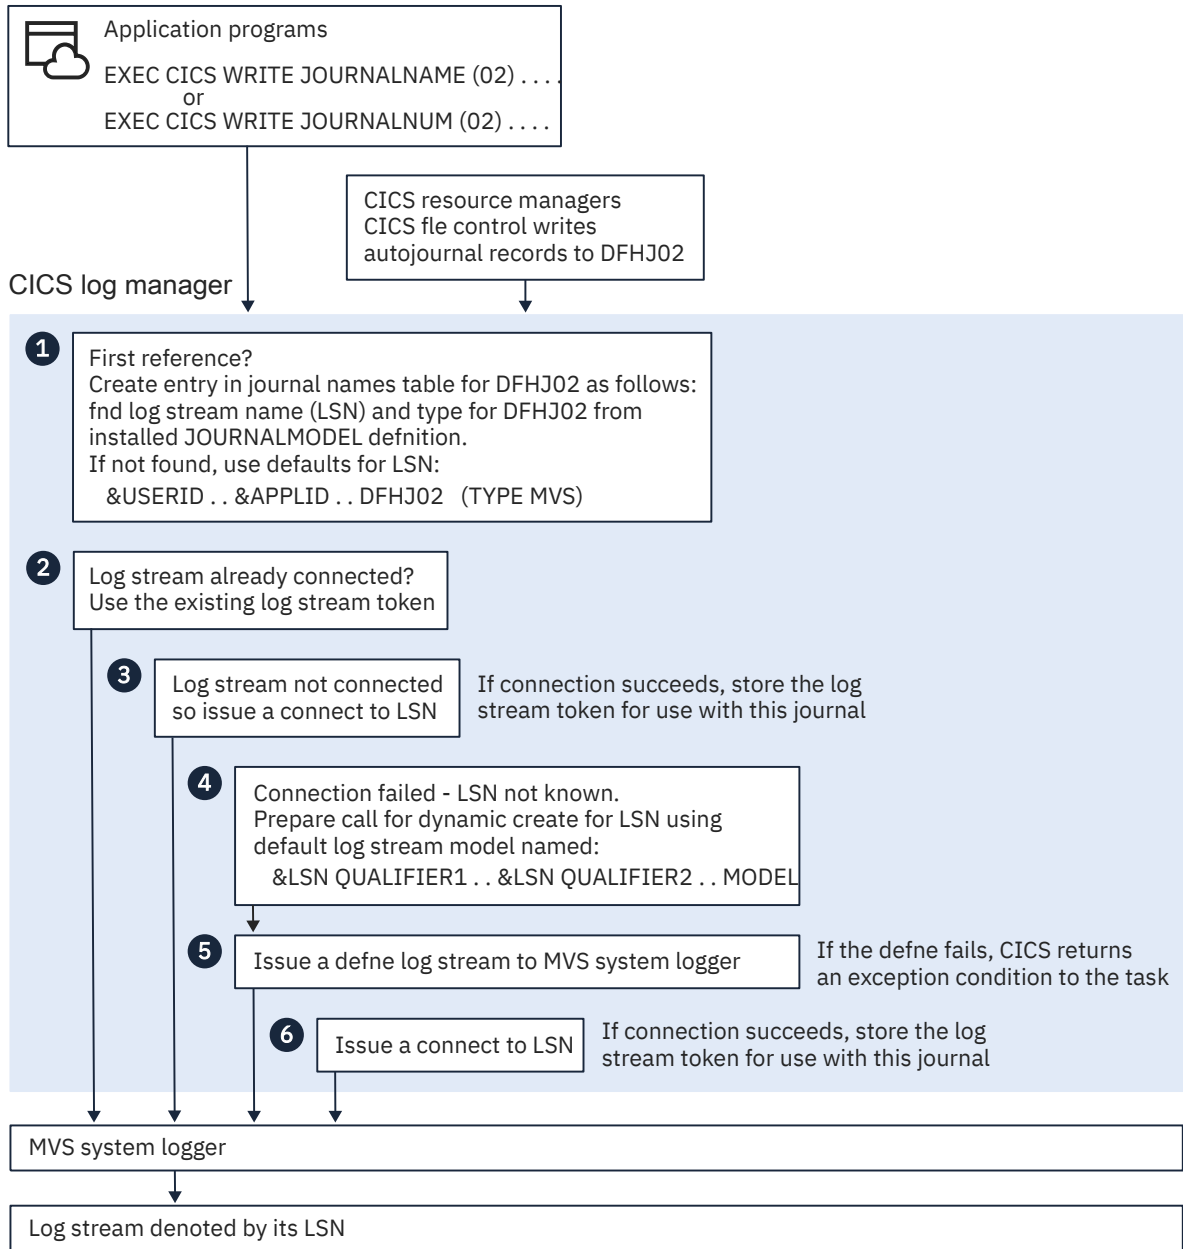 Application programs
EXEC CICS WRITE JOURNALNAME (02) . . . .
or
EXEC CICS WRITE JOURNALNUM (02) . . . .
CICS resource managers
CICS fle control writes
autojournal records to DFHJ02
CICS log manager
1
First reference?
Create entry in journal names table for DFHJ02 as follows:
fnd log stream name (LSN) and type for DFHJ02 from
installed JOURNALMODEL defnition.
If not found, use defaults for LSN:
&USERID . . &APPLID . . DFHJ02 (TYPE MVS)
2
Log stream already connected?
Use the existing log stream token
3
Log stream not connected
so issue a connect to LSN
If connection succeeds, store the log
stream token for use with this journal
4
Connection failed - LSN not known.
Prepare call for dynamic create for LSN using
default log stream model named:
&LSN QUALIFIER1 . . &LSN QUALIFIER2 . . MODEL
5
Issue a defne log stream to MVS system logger
If the defne fails, CICS returns
an exception condition to the task
6
Issue a connect to LSN
If connection succeeds, store the log
stream token for use with this journal
MVS system logger
Log stream denoted by its LSN